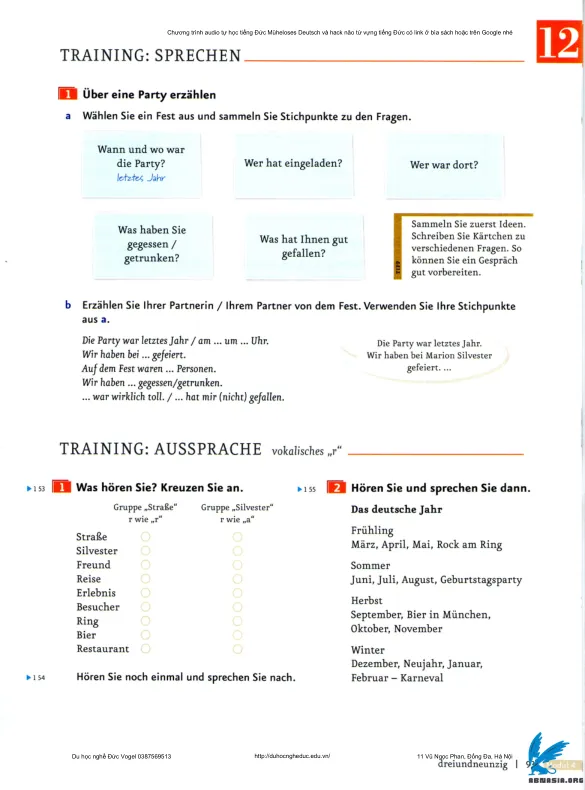 Chương trình audio tự học tiếng Đức Müheloses Deutsch và hack não từ vựng tiếng Đức có link ở bìa sách hoặc trên Google nhé
12
TRAINING: SPRECHEN
1 Über eine Party erzählen
a Wählen Sie ein Fest aus und sammeln Sie Stichpunkte zu den Fragen.
Wann und wo war
die Party?
letztes Jahr
Wer hat eingeladen?
Wer war dort?
Was haben Sie
gegessen /
getrunken?
Was hat Ihnen gut
gefallen?
Sammeln Sie zuerst Ideen.
Schreiben Sie Kärtchen zu
verschiedenen Fragen. So
können Sie ein Gespräch
gut vorbereiten.
TIPP
b Erzählen Sie Ihrer Partnerin / Ihrem Partner von dem Fest. Verwenden Sie Ihre Stichpunkte
aus a.
Die Party war letztes Jahr / am ... um ... Uhr.
Wir haben bei ... gefeiert.
Auf dem Fest waren ... Personen.
Wir haben ... gegessen/getrunken.
... war wirklich toll. / ... hat mir (nicht) gefallen.
Die Party war letztes Jahr.
Wir haben bei Marion Silvester
gefeiert. ...
TRAINING: AUSSPRACHE vokalisches „r“
1 53 1 Was hören Sie? Kreuzen Sie an.
Gruppe „Straße“ Gruppe „Silvester“
r wie „r“ r wie „a“
Straße
Silvester
Freund
Reise
Erlebnis
Besucher
Ring
Bier
Restaurant
1 54 Hören Sie noch einmal und sprechen Sie nach.
1 55 2 Hören Sie und sprechen Sie dann.
Das deutsche Jahr
Frühling
März, April, Mai, Rock am Ring
Sommer
Juni, Juli, August, Geburtstagsparty
Herbst
September, Bier in München,
Oktober, November
Winter
Dezember, Neujahr, Januar,
Februar – Karneval
Du học nghề Đức Vogel 0387569513
http://duhocngheduc.edu.vn/
11 Vũ Ngọc Phan, Đống Đa, Hà Nội
dreiundneunzig | 9
ABMASIA.ORG